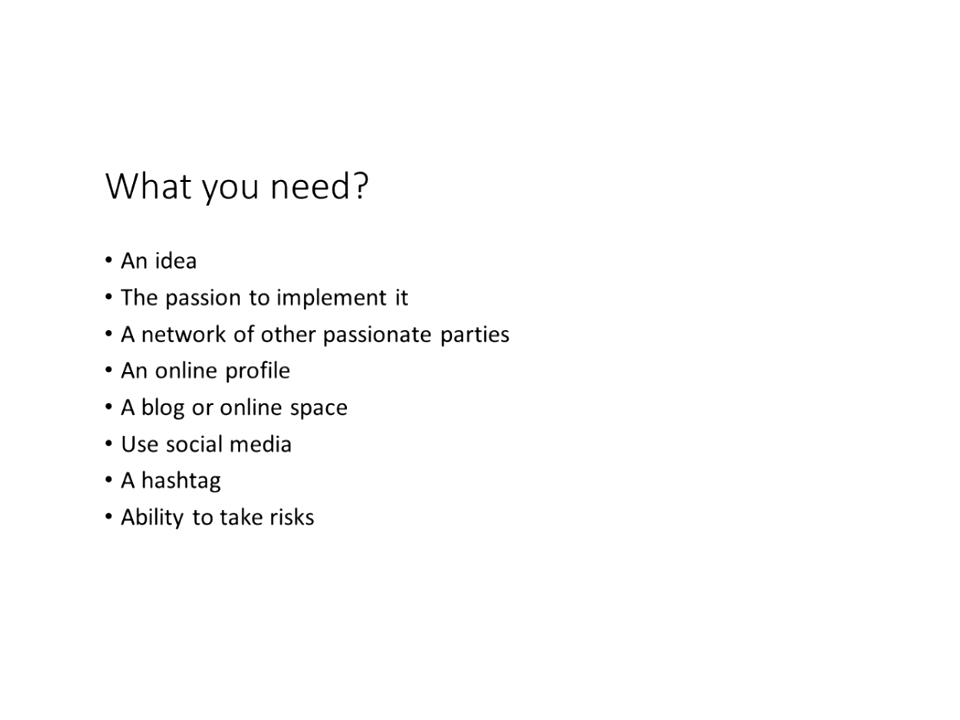 What you need?
• An idea
• The passion to implement it
• A network of other passionate parties
• An online profile
• A blog or online space
• Use social media
• A hashtag
• Ability to take risks